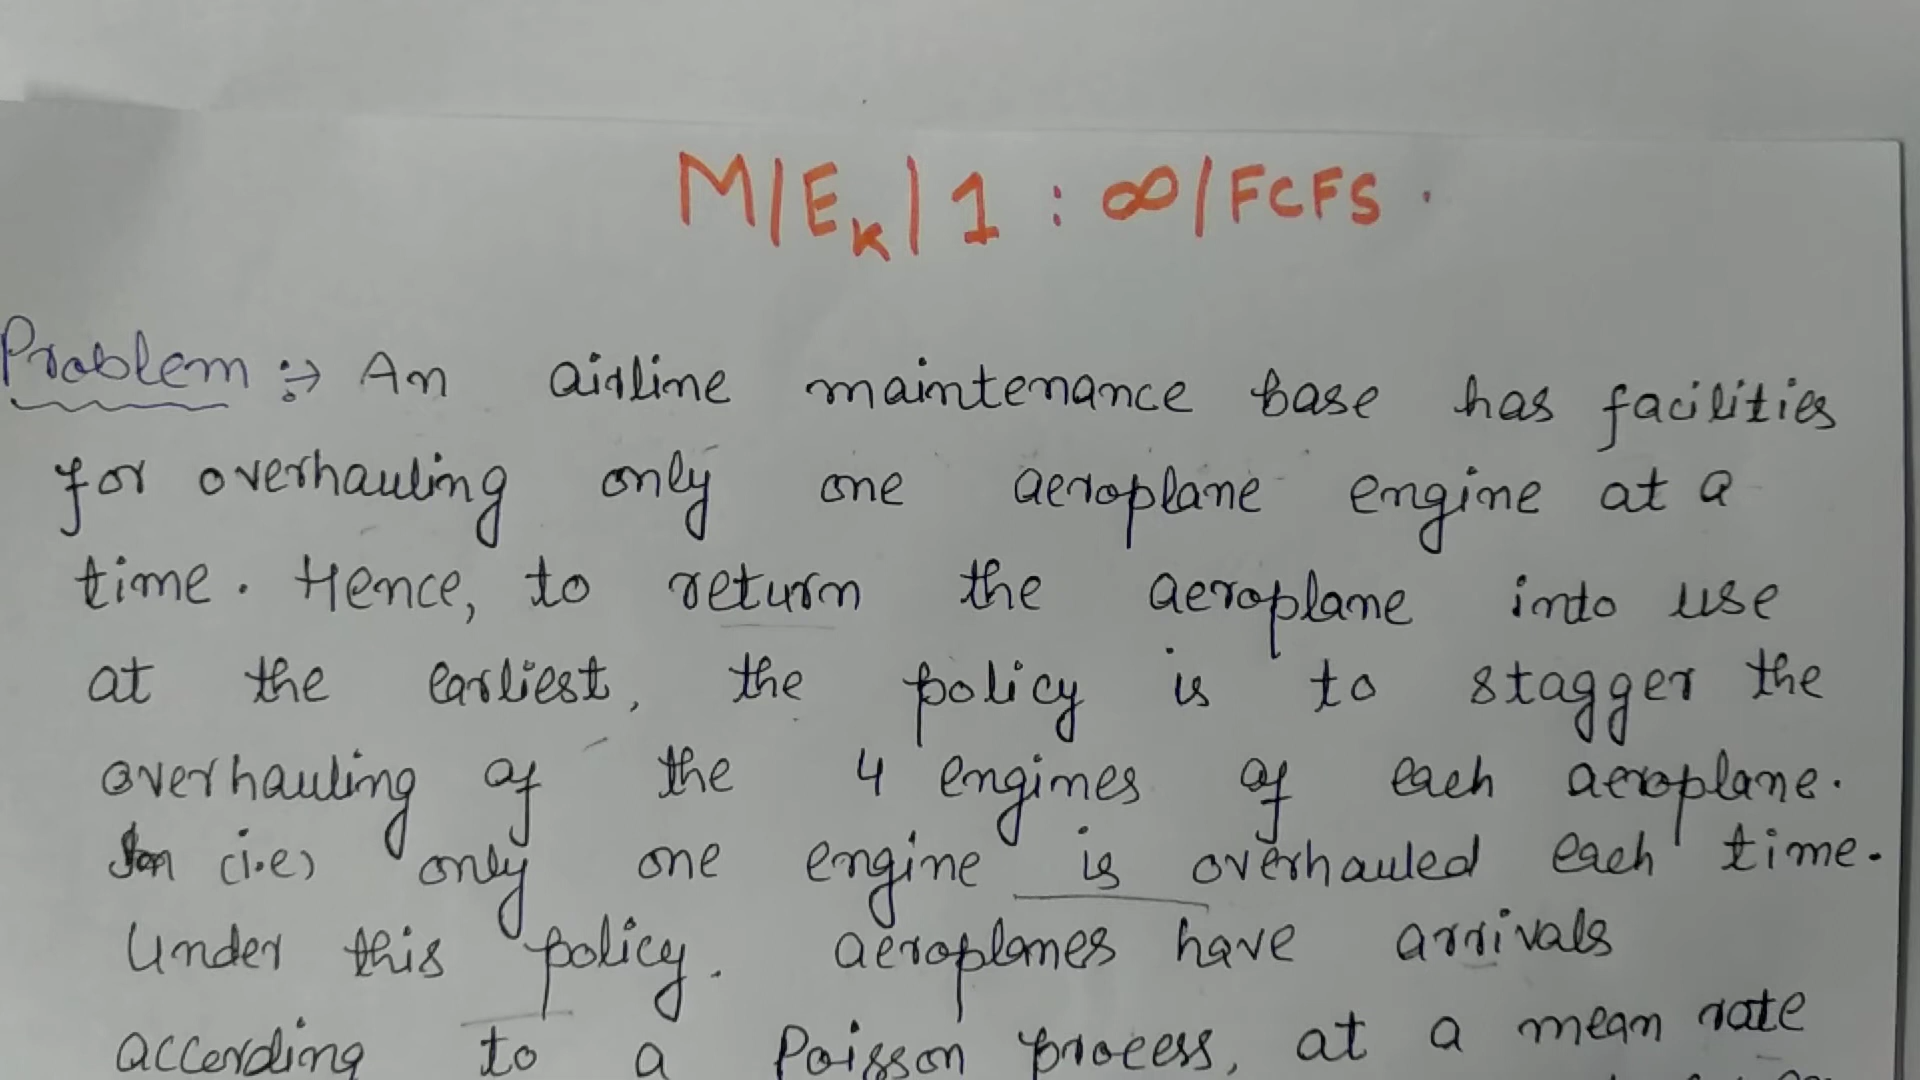 M/Ek/1 : ∞/FCFS.
Problem :→ An airline maintenance base has facilities
for overhauling only one aeroplane engine at a
time. Hence, to return the aeroplane into use
at the earliest, the policy is to stagger the
overhauling of the 4 engines of each aeroplane.
(i.e) only one engine is overhauled each time.
Under this policy. aeroplanes have arrivals
according to a Poisson process, at a mean rate